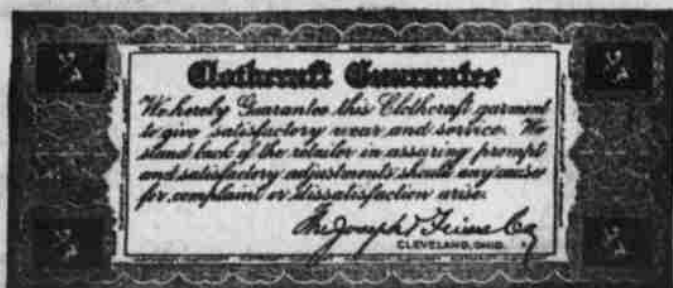 Clothcraft Guarantee
We hereby Guarantee this Clothcraft garment
to give satisfactory wear and service. We
stand back of the retailer in assuring prompt
and satisfactory adjustments should any cause
for complaint or dissatisfaction arise.
The Joseph & Feiss Co
CLEVELAND, OHIO.